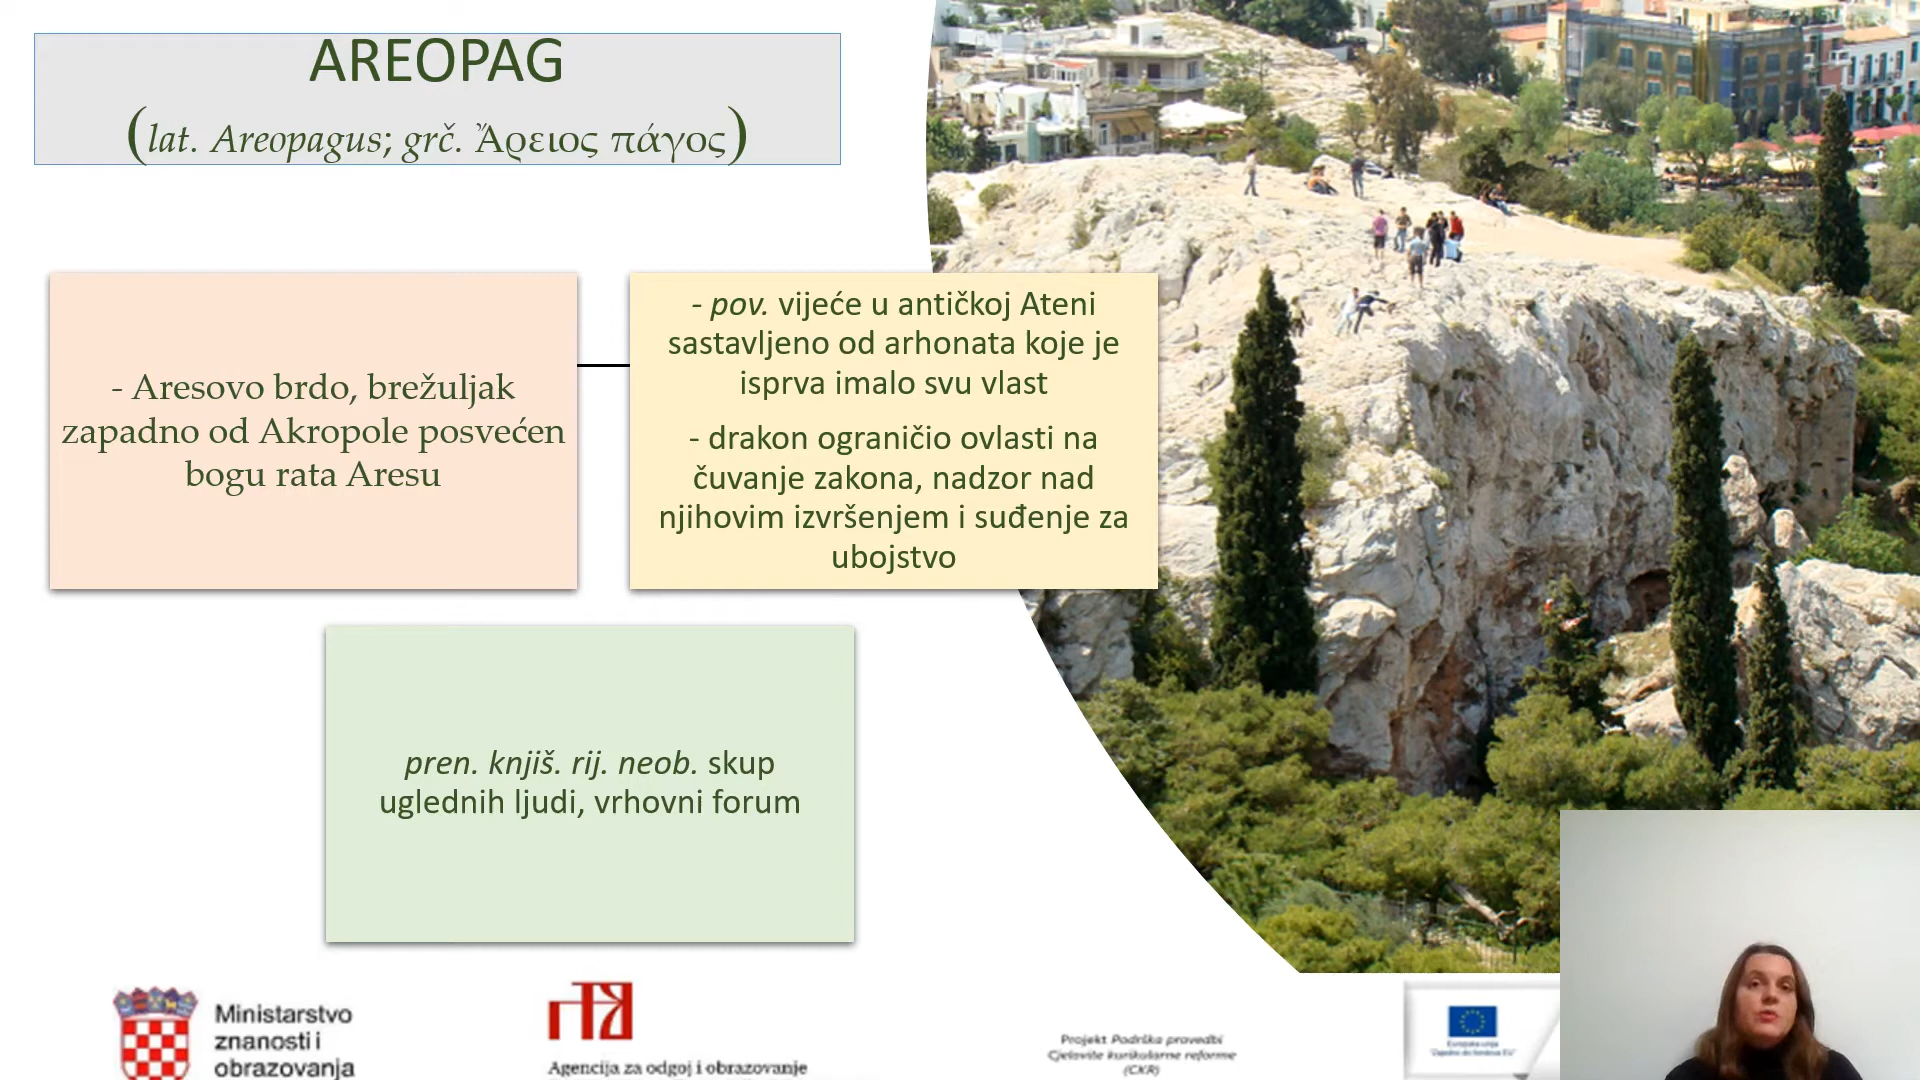 AREOPAG
(lat. Areopagus; grč. Ἄρειος πάγος)
- Aresovo brdo, brežuljak
zapadno od Akropole posvećen
bogu rata Aresu
- pov. vijeće u antičkoj Ateni
sastavljeno od arhonata koje je
isprva imalo svu vlast
- drakon ograničio ovlasti na
čuvanje zakona, nadzor nad
njihovim izvršenjem i suđenje za
ubojstvo
pren. knjiš. rij. neob. skup
uglednih ljudi, vrhovni forum
Ministarstvo
znanosti i
obrazovanja
Agencija za odgoj i obrazovanje
Projekt Podrška provedbi
Cjelovite kurikularne reforme
(CKR)
Europska unija